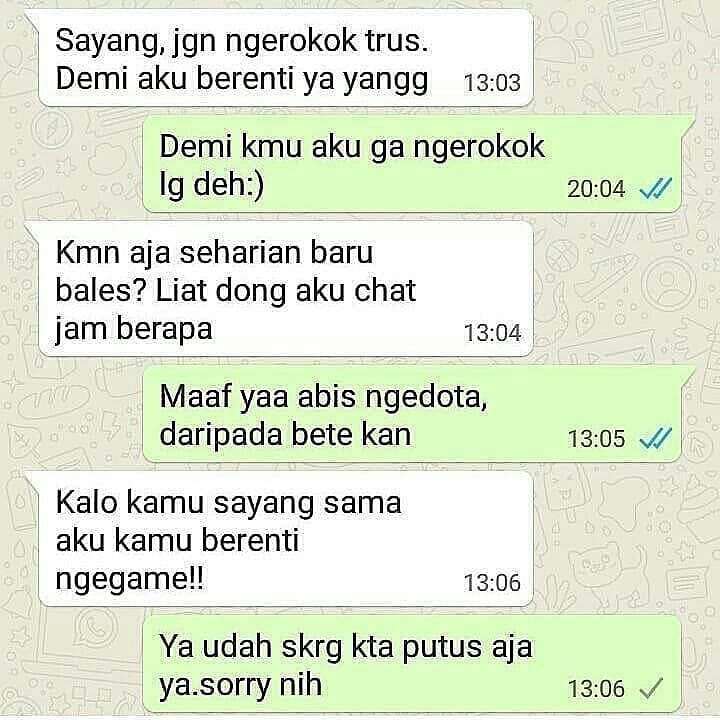 Sayang, jgn ngerokok trus.
Demi aku berenti ya yangg 13:03
Demi kmu aku ga ngerokok
lg deh:) 20:04
Kmn aja seharian baru
bales? Liat dong aku chat
jam berapa 13:04
Maaf yaa abis ngedota,
daripada bete kan 13:05
Kalo kamu sayang sama
aku kamu berenti
ngegame!! 13:06
Ya udah skrg kta putus aja
ya.sorry nih 13:06